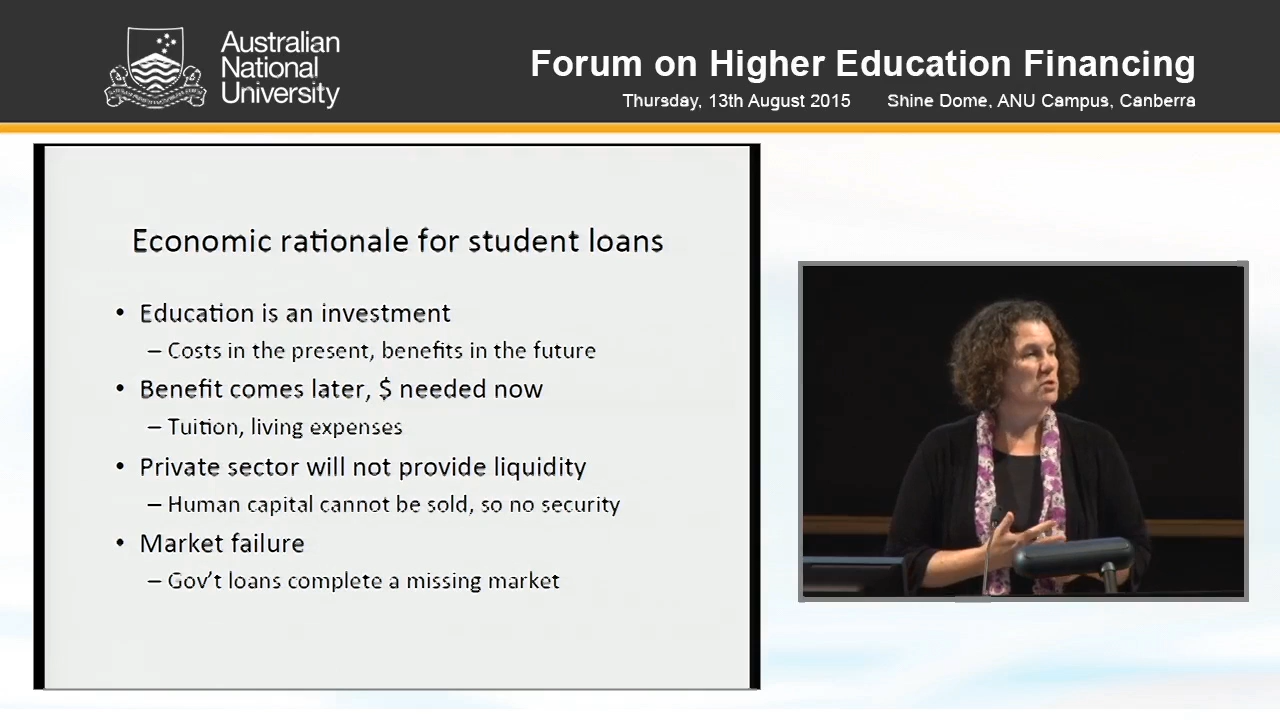 Australian
National
University
Forum on Higher Education Financing
Thursday, 13th August 2015 Shine Dome, ANU Campus, Canberra
Economic rationale for student loans
• Education is an investment
– Costs in the present, benefits in the future
• Benefit comes later, $ needed now
– Tuition, living expenses
• Private sector will not provide liquidity
– Human capital cannot be sold, so no security
• Market failure
– Gov't loans complete a missing market